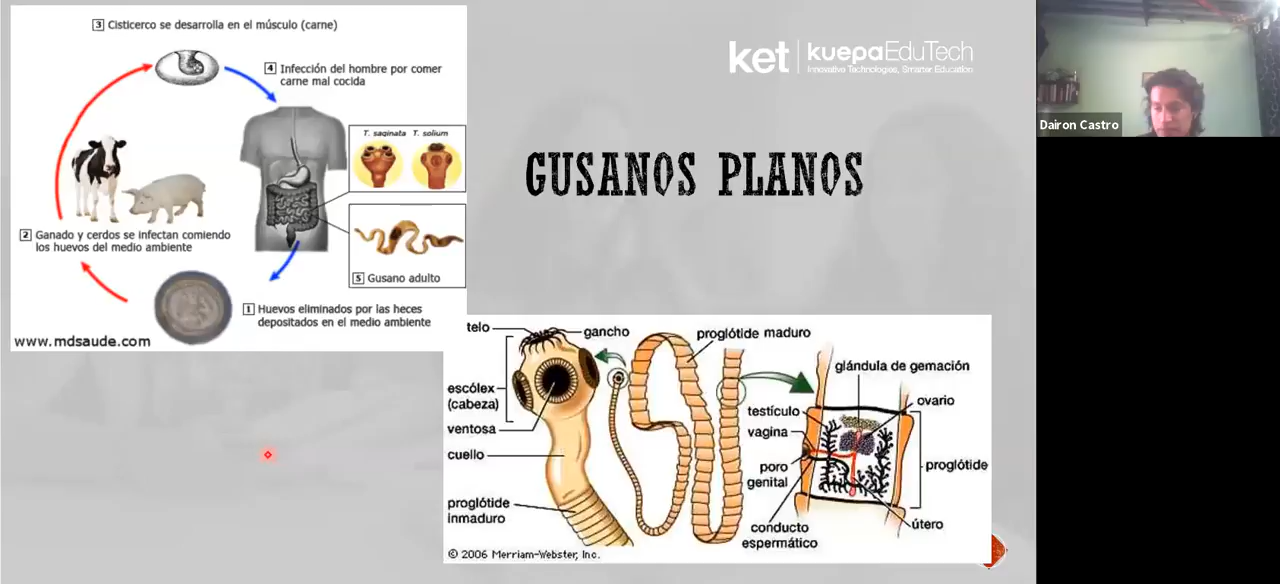 3 Cisticerco se desarrolla en el músculo (carne)
4 Infección del hombre por comer
carne mal cocida
T. saginata T. solium
2 Ganado y cerdos se infectan comiendo
los huevos del medio ambiente
5 Gusano adulto
1 Huevos eliminados por las heces
depositados en el medio ambiente
www.mdsaude.com
ket kuepaEduTech
Innovative Technologies, Smarter Education
GUSANOS PLANOS
Dairon Castro
telo
gancho
proglótide maduro
glándula de gemación
escólex
(cabeza)
ventosa
cuello
proglótide
inmaduro
testículo
vagina
poro
genital
conducto
espermático
ovario
proglótide
útero
© 2006 Merriam-Webster, Inc.